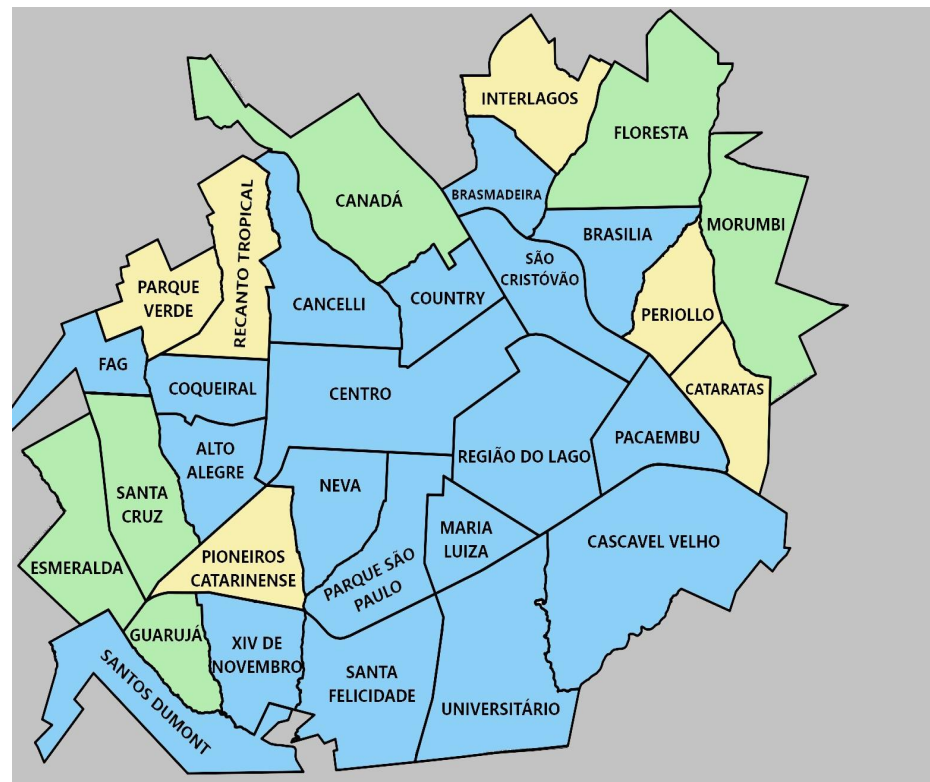 INTERLAGOS
FLORESTA
CANADÁ
BRASMADEIRA
MORUMBI
RECANTO TROPICAL
BRASILIA
SÃO
CRISTÓVÃO
PARQUE
VERDE
CANCELLI
COUNTRY
PERIOLLO
FAG
COQUEIRAL
CENTRO
CATARATAS
ALTO
ALEGRE
REGIÃO DO LAGO
PACAEMBU
SANTA
CRUZ
NEVA
MARIA
LUIZA
CASCAVEL VELHO
ESMERALDA
PIONEIROS
CATARINENSE
PARQUE SÃO
PAULO
GUARUJÁ
XIV DE
NOVEMBRO
SANTOS DUMONT
SANTA
FELICIDADE
UNIVERSITÁRIO